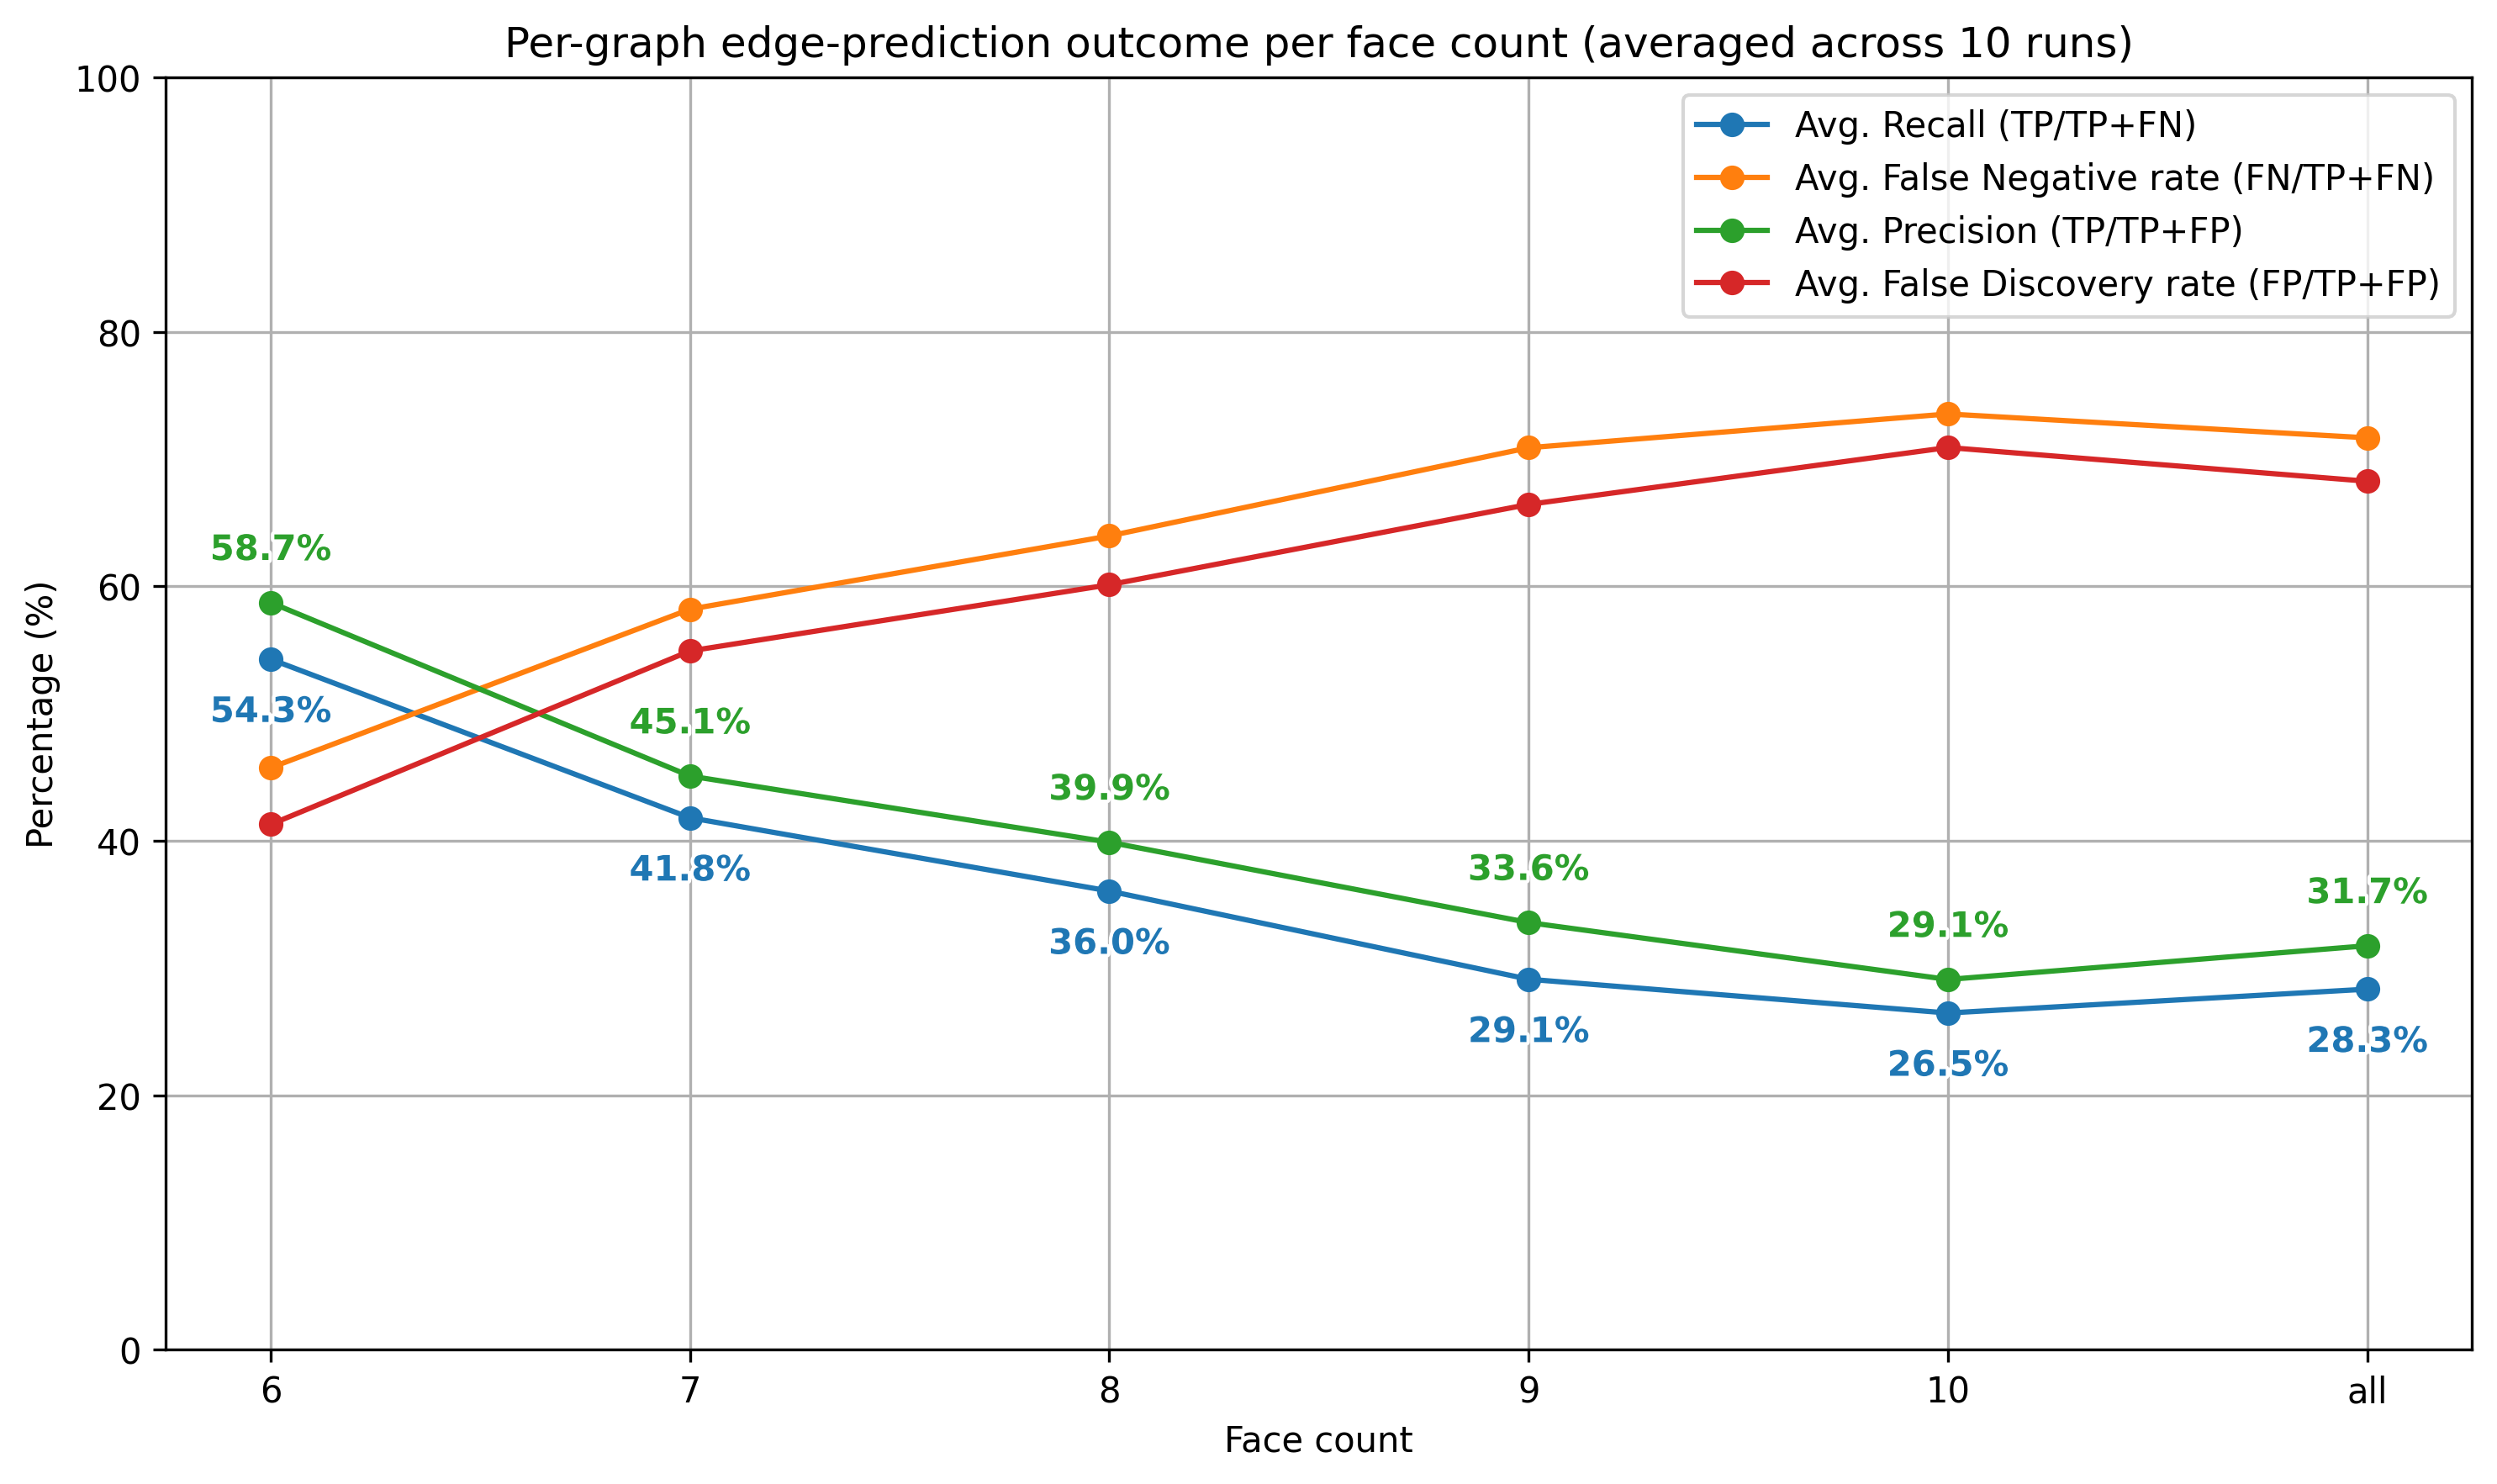 Per-graph edge-prediction outcome per face count (averaged across 10 runs)
Percentage (%)
100
80
60
40
20
0
Avg. Recall (TP/TP+FN)
Avg. False Negative rate (FN/TP+FN)
Avg. Precision (TP/TP+FP)
Avg. False Discovery rate (FP/TP+FP)
58.7%
54.3%
45.1%
41.8%
39.9%
36.0%
33.6%
29.1%
29.1%
26.5%
31.7%
28.3%
6 7 8 9 10 all
Face count